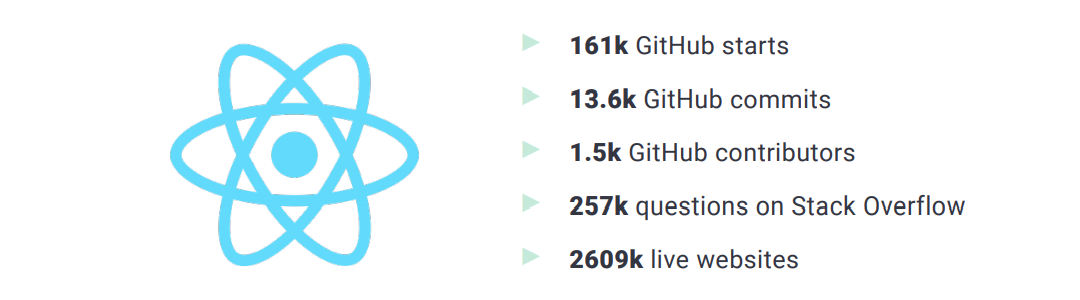 161k GitHub starts
13.6k GitHub commits
1.5k GitHub contributors
257k questions on Stack Overflow
2609k live websites